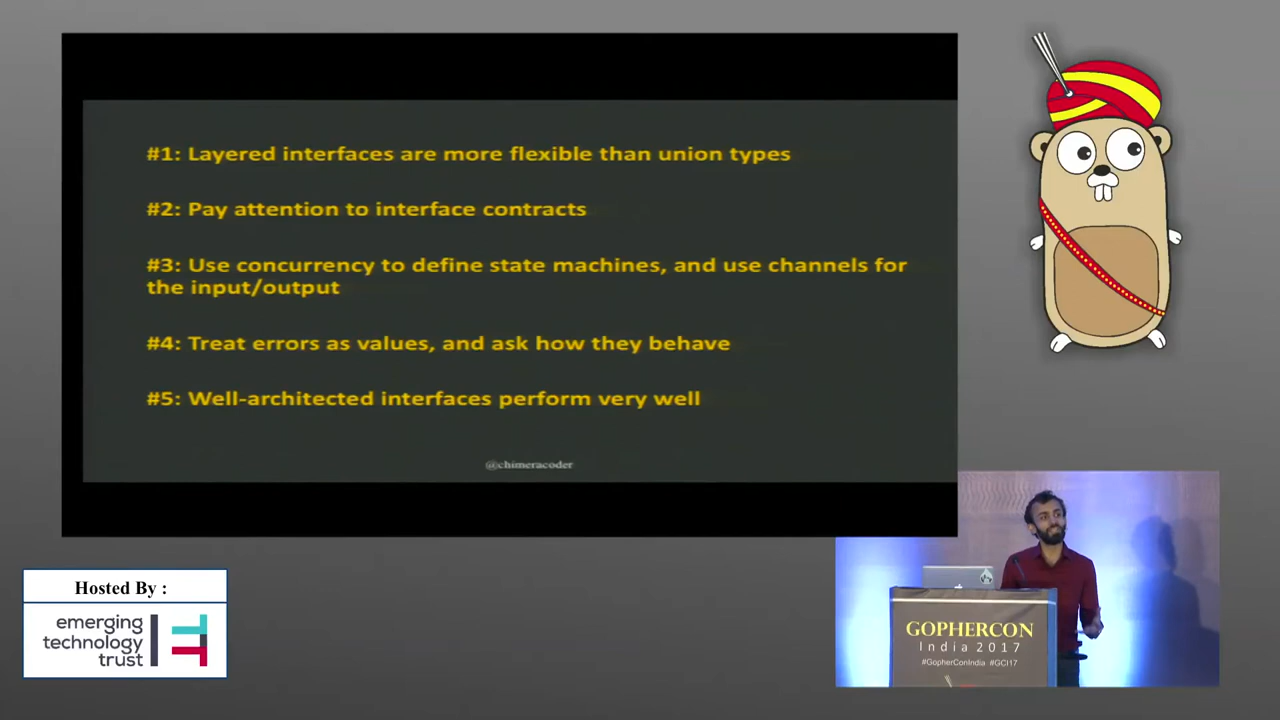 #1: Layered interfaces are more flexible than union types
#2: Pay attention to interface contracts
#3: Use concurrency to define state machines, and use channels for
the input/output
#4: Treat errors as values, and ask how they behave
#5: Well-architected interfaces perform very well
@chimeracoder
Hosted By :
emerging
technology
trust
GOPHERCON
India 2017
#GopherConIndia #GCI17